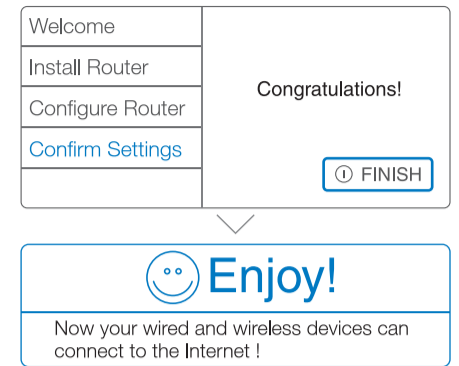 Welcome
Install Router
Configure Router
Confirm Settings
Congratulations!
① FINISH
Enjoy!
Now your wired and wireless devices can
connect to the Internet !